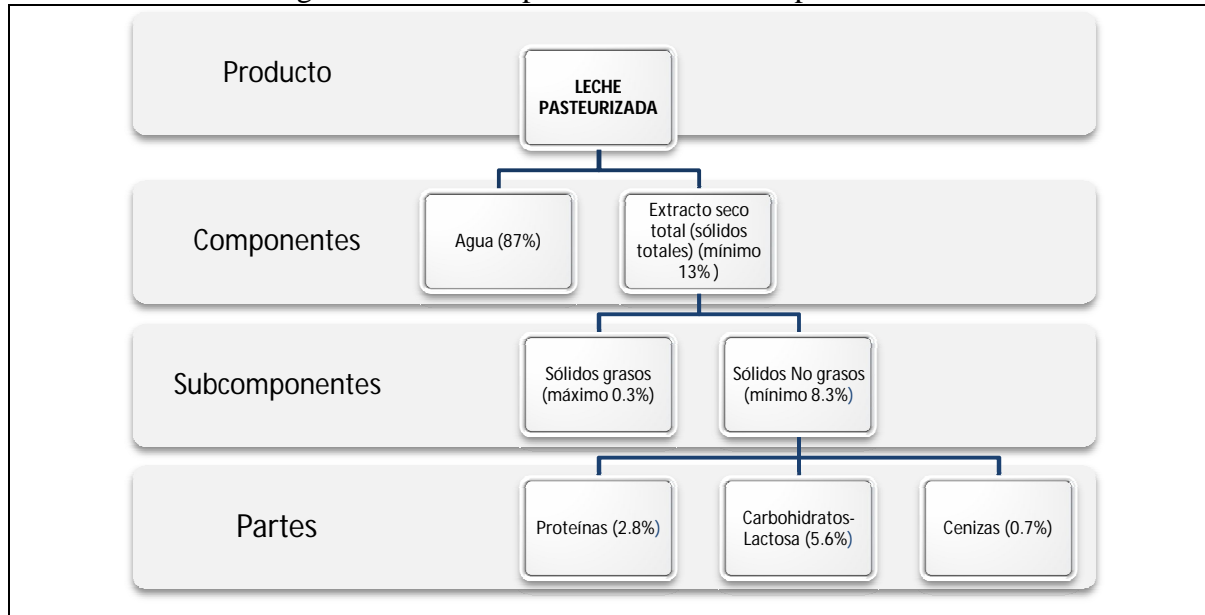 Producto
LECHE
PASTEURIZADA
Componentes
Agua (87%)
Extracto seco
total (sólidos
totales) (mínimo
13% )
Subcomponentes
Sólidos grasos
(máximo 0.3%)
Sólidos No grasos
(mínimo 8.3%)
Partes
Proteínas (2.8%)
Carbohidratos-
Lactosa (5.6%)
Cenizas (0.7%)